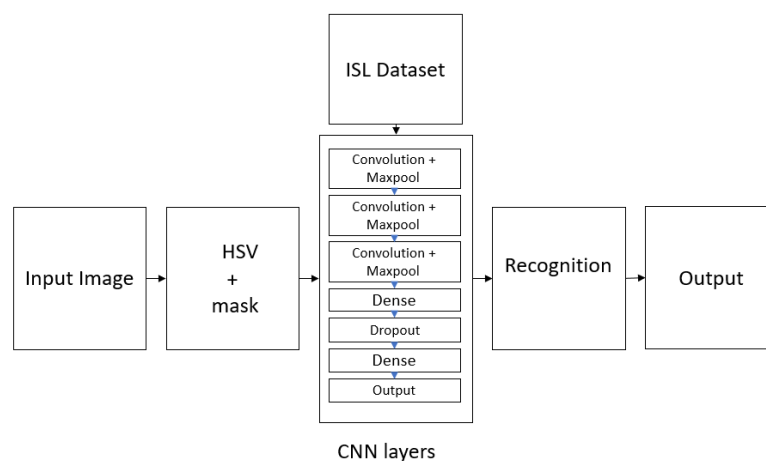 ISL Dataset
Convolution +
Maxpool
Convolution +
Maxpool
Convolution +
Maxpool
Dense
Dropout
Dense
Output
Input Image
HSV
+
mask
Recognition
Output
CNN layers